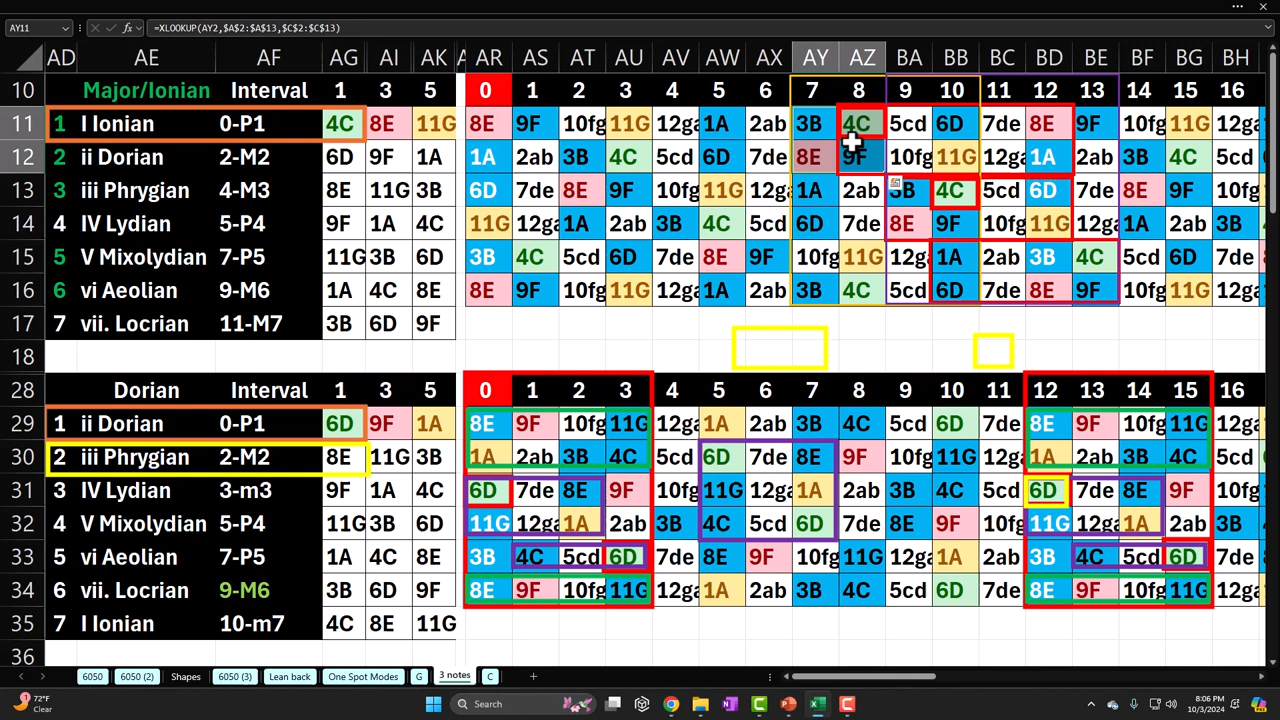 AY11 fx =XLOOKUP(AY2,$A$2:$A$13,$C$2:$C$13)
AD AE AF AG AI AK A AR AS AT AU AV AW AX AY AZ BA BB BC BD BE BF BG BH
10 Major/Ionian Interval 1 3 5 0 1 2 3 4 5 6 7 8 9 10 11 12 13 14 15 16
11 1 I Ionian 0-P1 4C 8E 11G 8E 9F 10fg 11G 12ga 1A 2ab 3B 4C 5cd 6D 7de 8E 9F 10fg 11G 12ga
12 2 ii Dorian 2-M2 6D 9F 1A 1A 2ab 3B 4C 5cd 6D 7de 8E 9F 10fg 11G 12ga 1A 2ab 3B 4C 5cd
13 3 iii Phrygian 4-M3 8E 11G 3B 6D 7de 8E 9F 10fg 11G 12ga 1A 2ab 3B 4C 5cd 6D 7de 8E 9F 10fg
14 4 IV Lydian 5-P4 9F 1A 4C 11G 12ga 1A 2ab 3B 4C 5cd 6D 7de 8E 9F 10fg 11G 12ga 1A 2ab 3B
15 5 V Mixolydian 7-P5 11G 3B 6D 3B 4C 5cd 6D 7de 8E 9F 10fg 11G 12ga 1A 2ab 3B 4C 5cd 6D 7de 8E
16 6 vi Aeolian 9-M6 1A 4C 8E 8E 9F 10fg 11G 12ga 1A 2ab 3B 4C 5cd 6D 7de 8E 9F 10fg 11G 12ga
17 7 vii. Locrian 11-M7 3B 6D 9F
18
28 Dorian Interval 1 3 5 0 1 2 3 4 5 6 7 8 9 10 11 12 13 14 15 16
29 1 ii Dorian 0-P1 6D 9F 1A 8E 9F 10fg 11G 12ga 1A 2ab 3B 4C 5cd 6D 7de 8E 9F 10fg 11G 12ga
30 2 iii Phrygian 2-M2 8E 11G 3B 1A 2ab 3B 4C 5cd 6D 7de 8E 9F 10fg 11G 12ga 1A 2ab 3B 4C 5cd
31 3 IV Lydian 3-m3 9F 1A 4C 6D 7de 8E 9F 10fg 11G 12ga 1A 2ab 3B 4C 5cd 6D 7de 8E 9F 10fg
32 4 V Mixolydian 5-P4 11G 3B 6D 11G 12ga 1A 2ab 3B 4C 5cd 6D 7de 8E 9F 10fg 11G 12ga 1A 2ab 3B
33 5 vi Aeolian 7-P5 1A 4C 8E 3B 4C 5cd 6D 7de 8E 9F 10fg 11G 12ga 1A 2ab 3B 4C 5cd 6D 7de 8E
34 6 vii. Locrian 9-M6 3B 6D 9F 8E 9F 10fg 11G 12ga 1A 2ab 3B 4C 5cd 6D 7de 8E 9F 10fg 11G 12ga
35 7 I Ionian 10-m7 4C 8E 11G
36
6050 6050 (2) Shapes 6050 (3) Lean back One Spot Modes G 3 notes C
72°F
Clear
Search
8:06 PM
10/3/2024